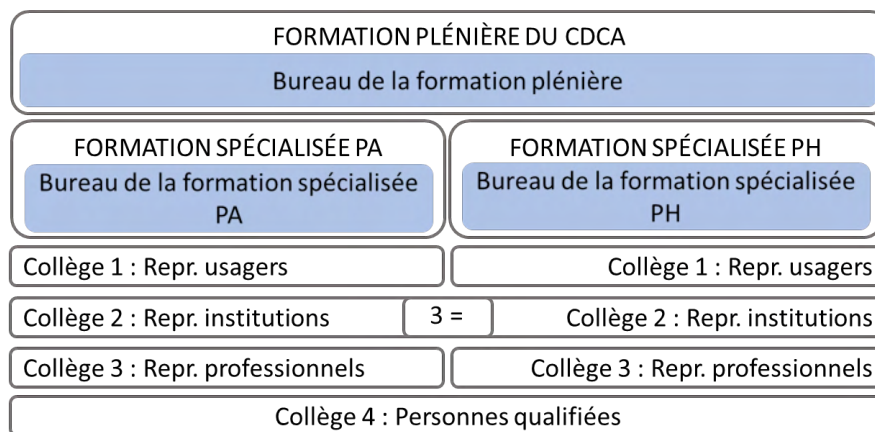 FORMATION PLÉNIÈRE DU CDCA
Bureau de la formation plénière
FORMATION SPÉCIALISÉE PA
Bureau de la formation spécialisée
PA
FORMATION SPÉCIALISÉE PH
Bureau de la formation spécialisée
PH
Collège 1 : Repr. usagers
Collège 1 : Repr. usagers
Collège 2 : Repr. institutions
3 =
Collège 2 : Repr. institutions
Collège 3 : Repr. professionnels
Collège 3 : Repr. professionnels
Collège 4 : Personnes qualifiées